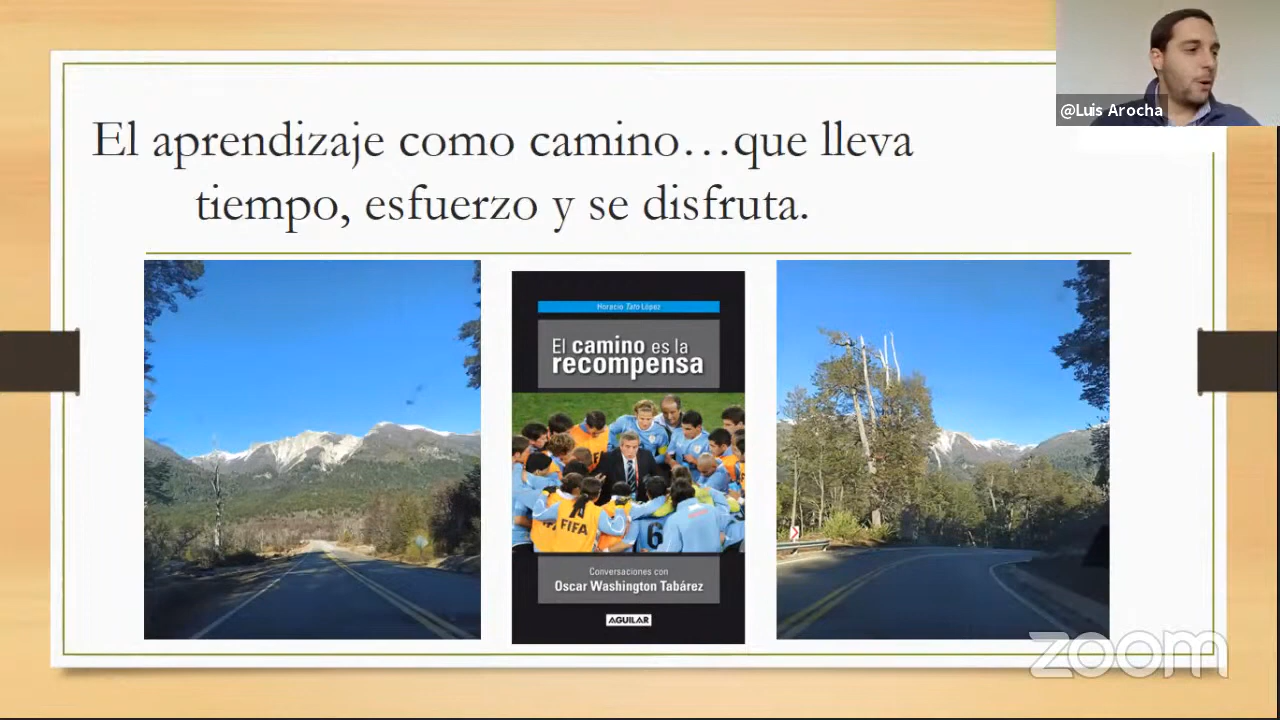 @Luis Arocha
El aprendizaje como camino…que lleva
tiempo, esfuerzo y se disfruta.
Horacio Tato López
El camino es la
recompensa
FIFA
6
Conversaciones con
Oscar Washington Tabárez
AGUILAR
zoom